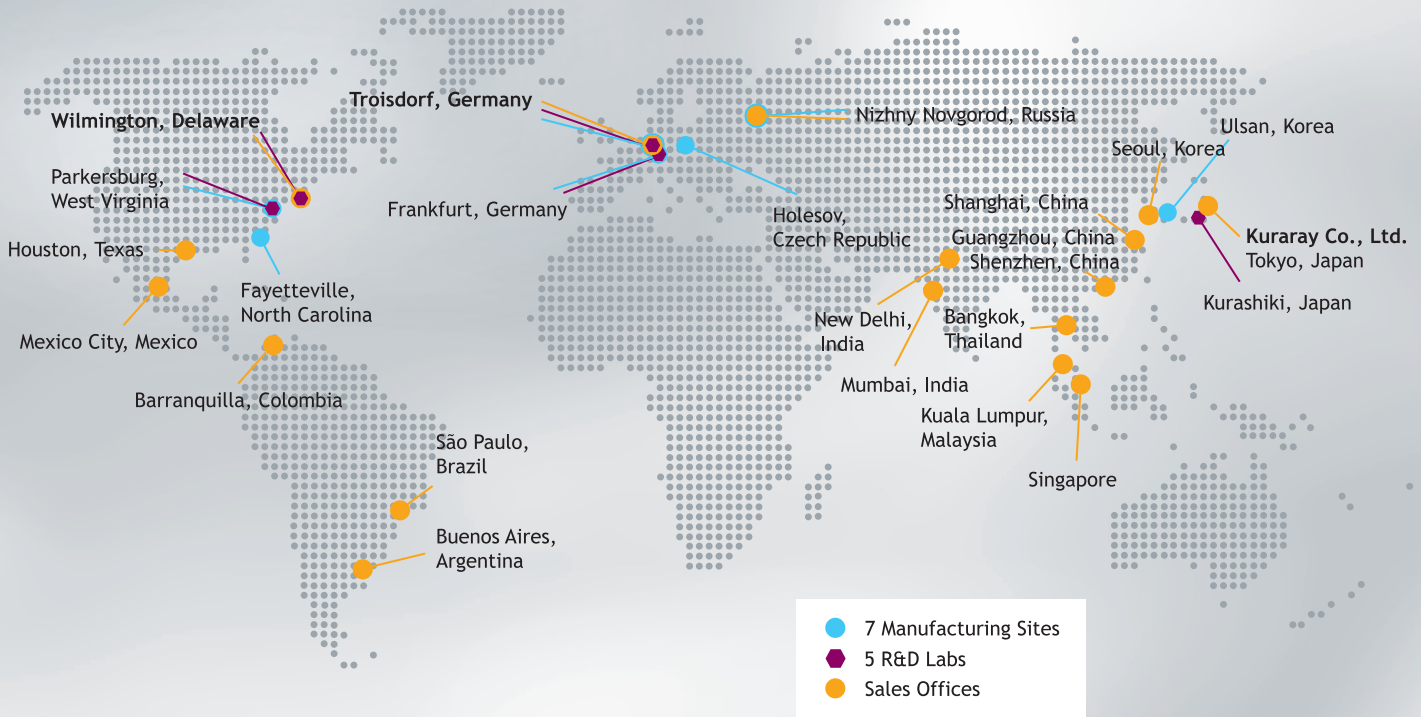 Troisdorf, Germany
Wilmington, Delaware
Nizhny Novgorod, Russia
Ulsan, Korea
Seoul, Korea
Parkersburg,
West Virginia
Frankfurt, Germany
Holesov,
Czech Republic
Shanghai, China
Guangzhou, China
Shenzhen, China
Kuraray Co., Ltd.
Tokyo, Japan
Houston, Texas
Fayetteville,
North Carolina
Kurashiki, Japan
Mexico City, Mexico
New Delhi,
India
Bangkok,
Thailand
Mumbai, India
Barranquilla, Colombia
Kuala Lumpur,
Malaysia
São Paulo,
Brazil
Singapore
Buenos Aires,
Argentina
7 Manufacturing Sites
5 R&D Labs
Sales Offices